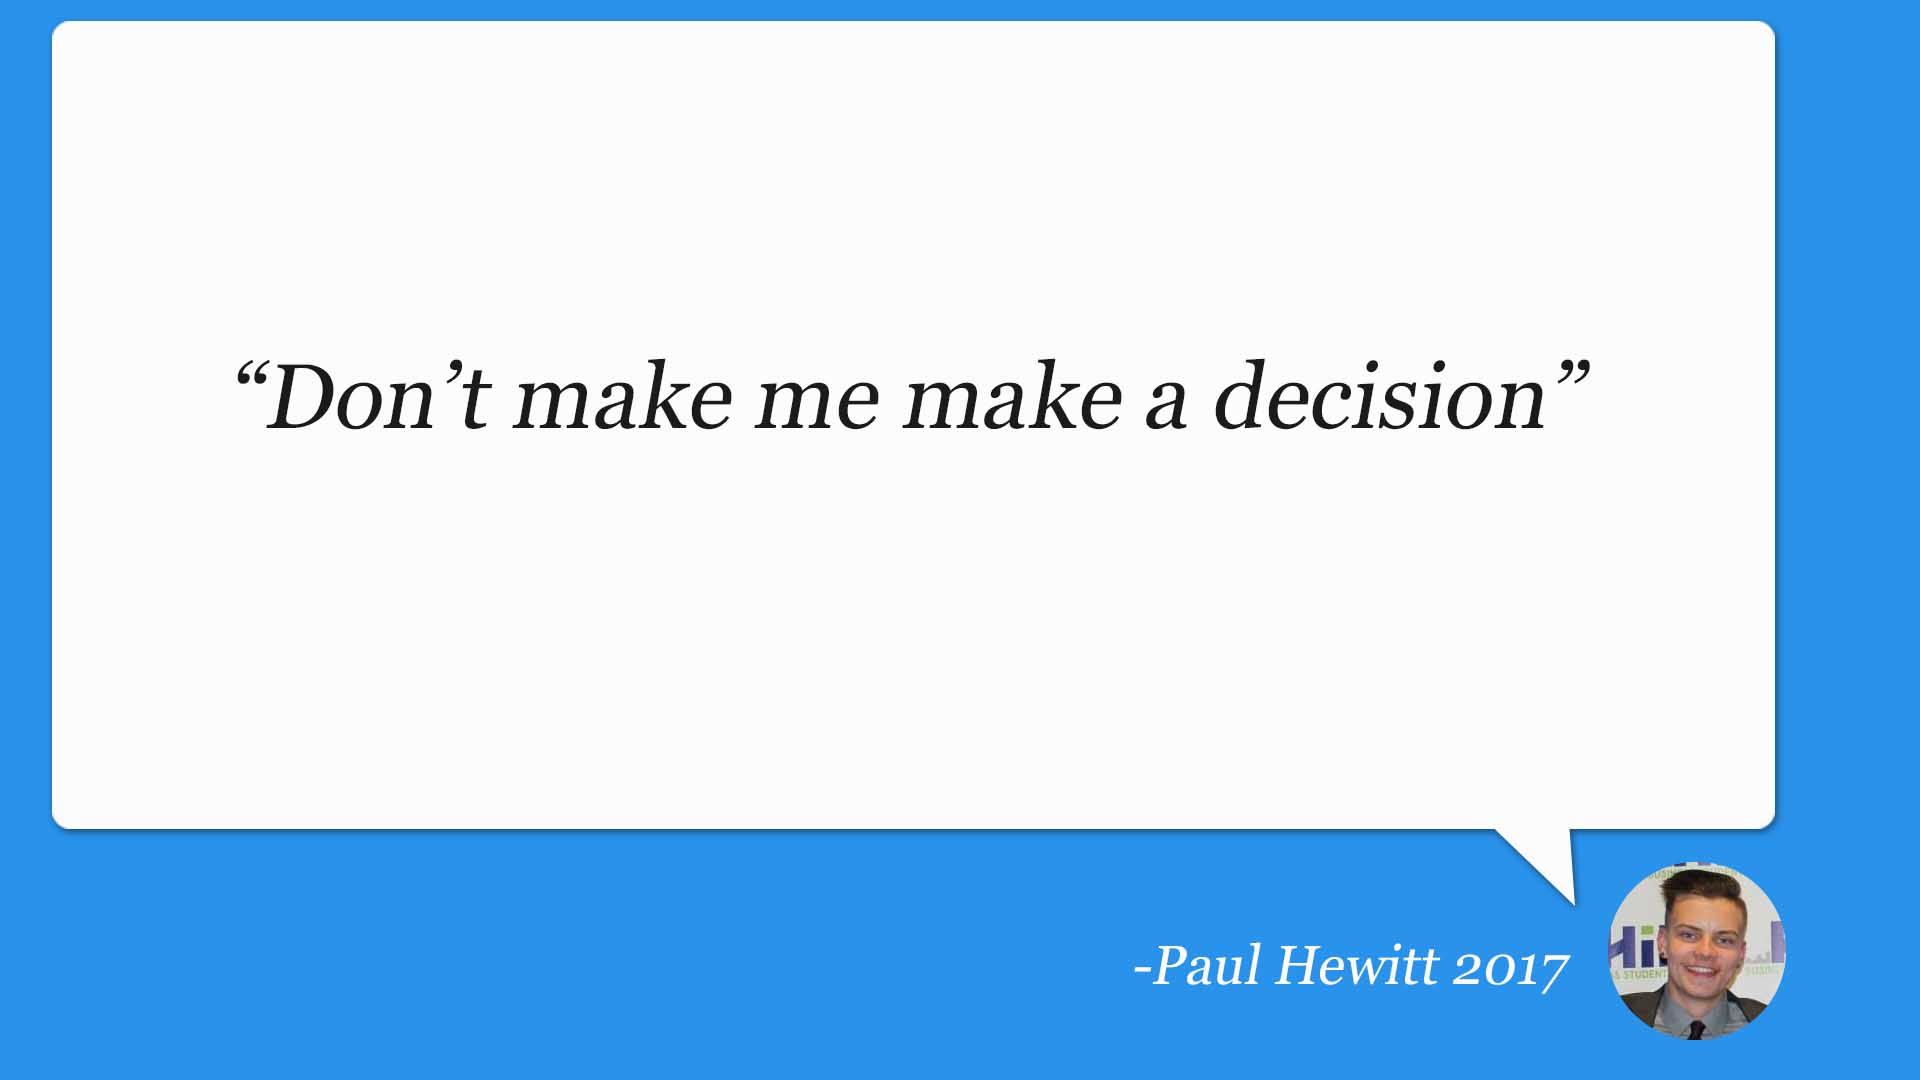 “Don’t make me make a decision”
-Paul Hewitt 2017